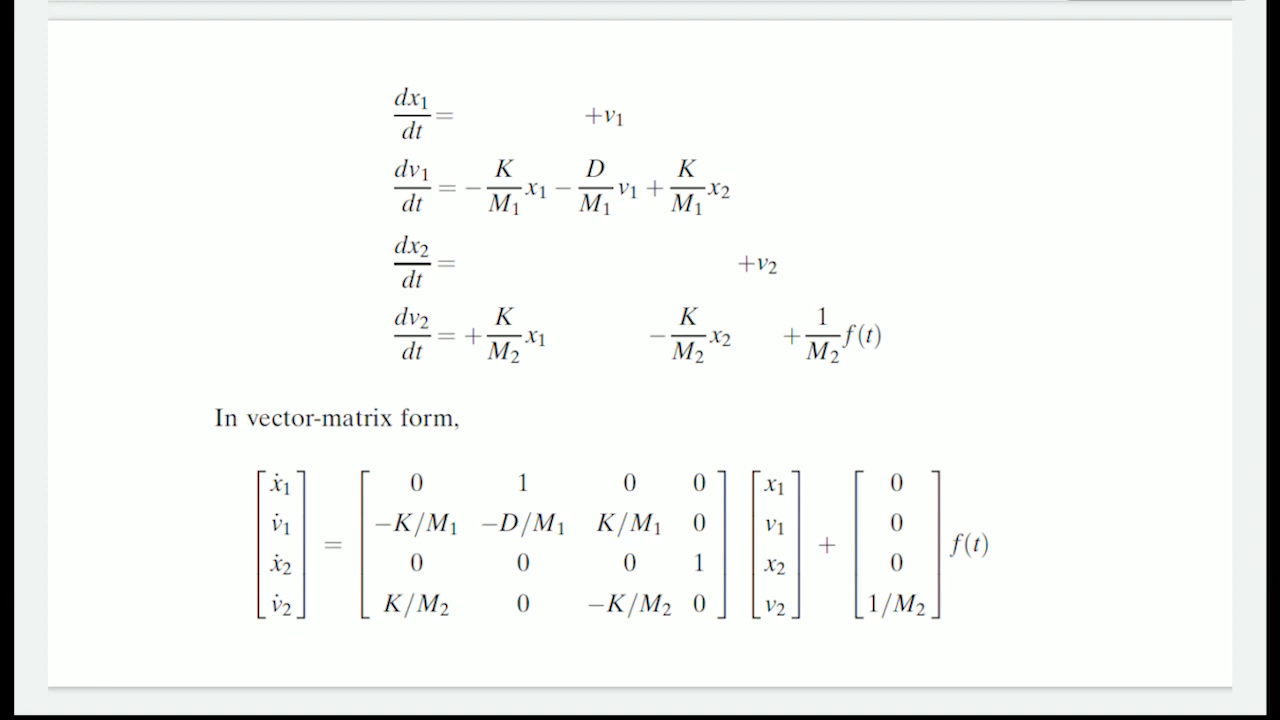 dx₁/dt = +v₁
dv₁/dt = −K/M₁ x₁ − D/M₁ v₁ + K/M₁ x₂
dx₂/dt = +v₂
dv₂/dt = +K/M₂ x₁ −K/M₂ x₂ +1/M₂ f(t)
In vector-matrix form,
[ẋ₁] [0 1 0 0] [x₁] [0]
[v̇₁] [−K/M₁ −D/M₁ K/M₁ 0] [v₁] [0]
= + f(t)
[ẋ₂] [0 0 0 1] [x₂] [0]
[v̇₂] [K/M₂ 0 −K/M₂ 0] [v₂] [1/M₂]